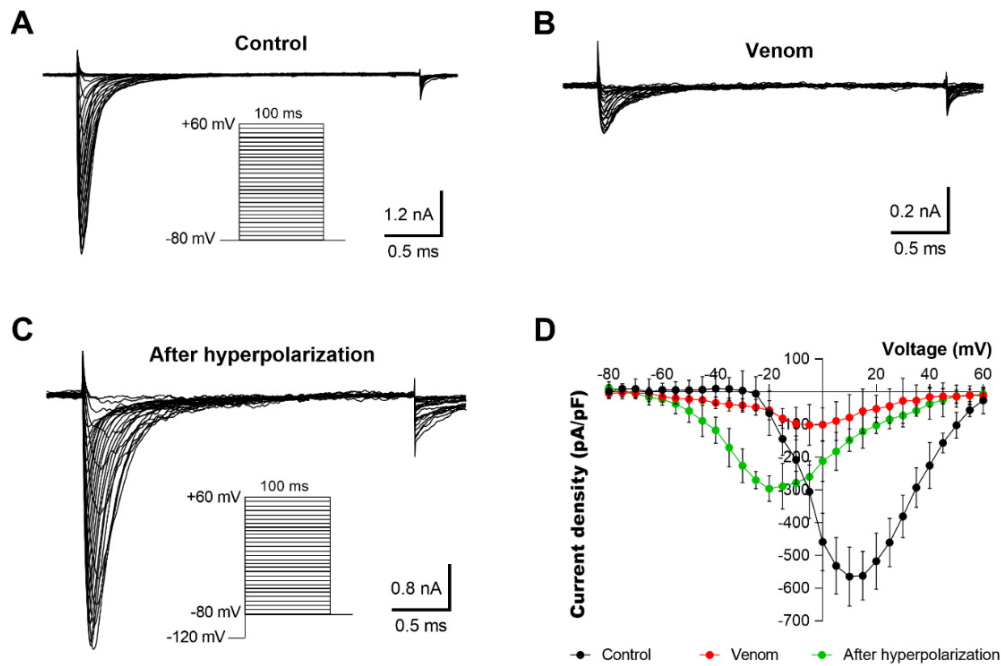 A
Control
100 ms
+60 mV
-80 mV
1.2 nA
0.5 ms
B
Venom
0.2 nA
0.5 ms
C
After hyperpolarization
100 ms
+60 mV
-80 mV
-120 mV
0.8 nA
0.5 ms
D
Voltage (mV)
Current density (pA/pF)
100
-80 -60 -40 -20 20 40 60
-100
-200
-300
-400
-500
-600
-700
Control Venom After hyperpolarization